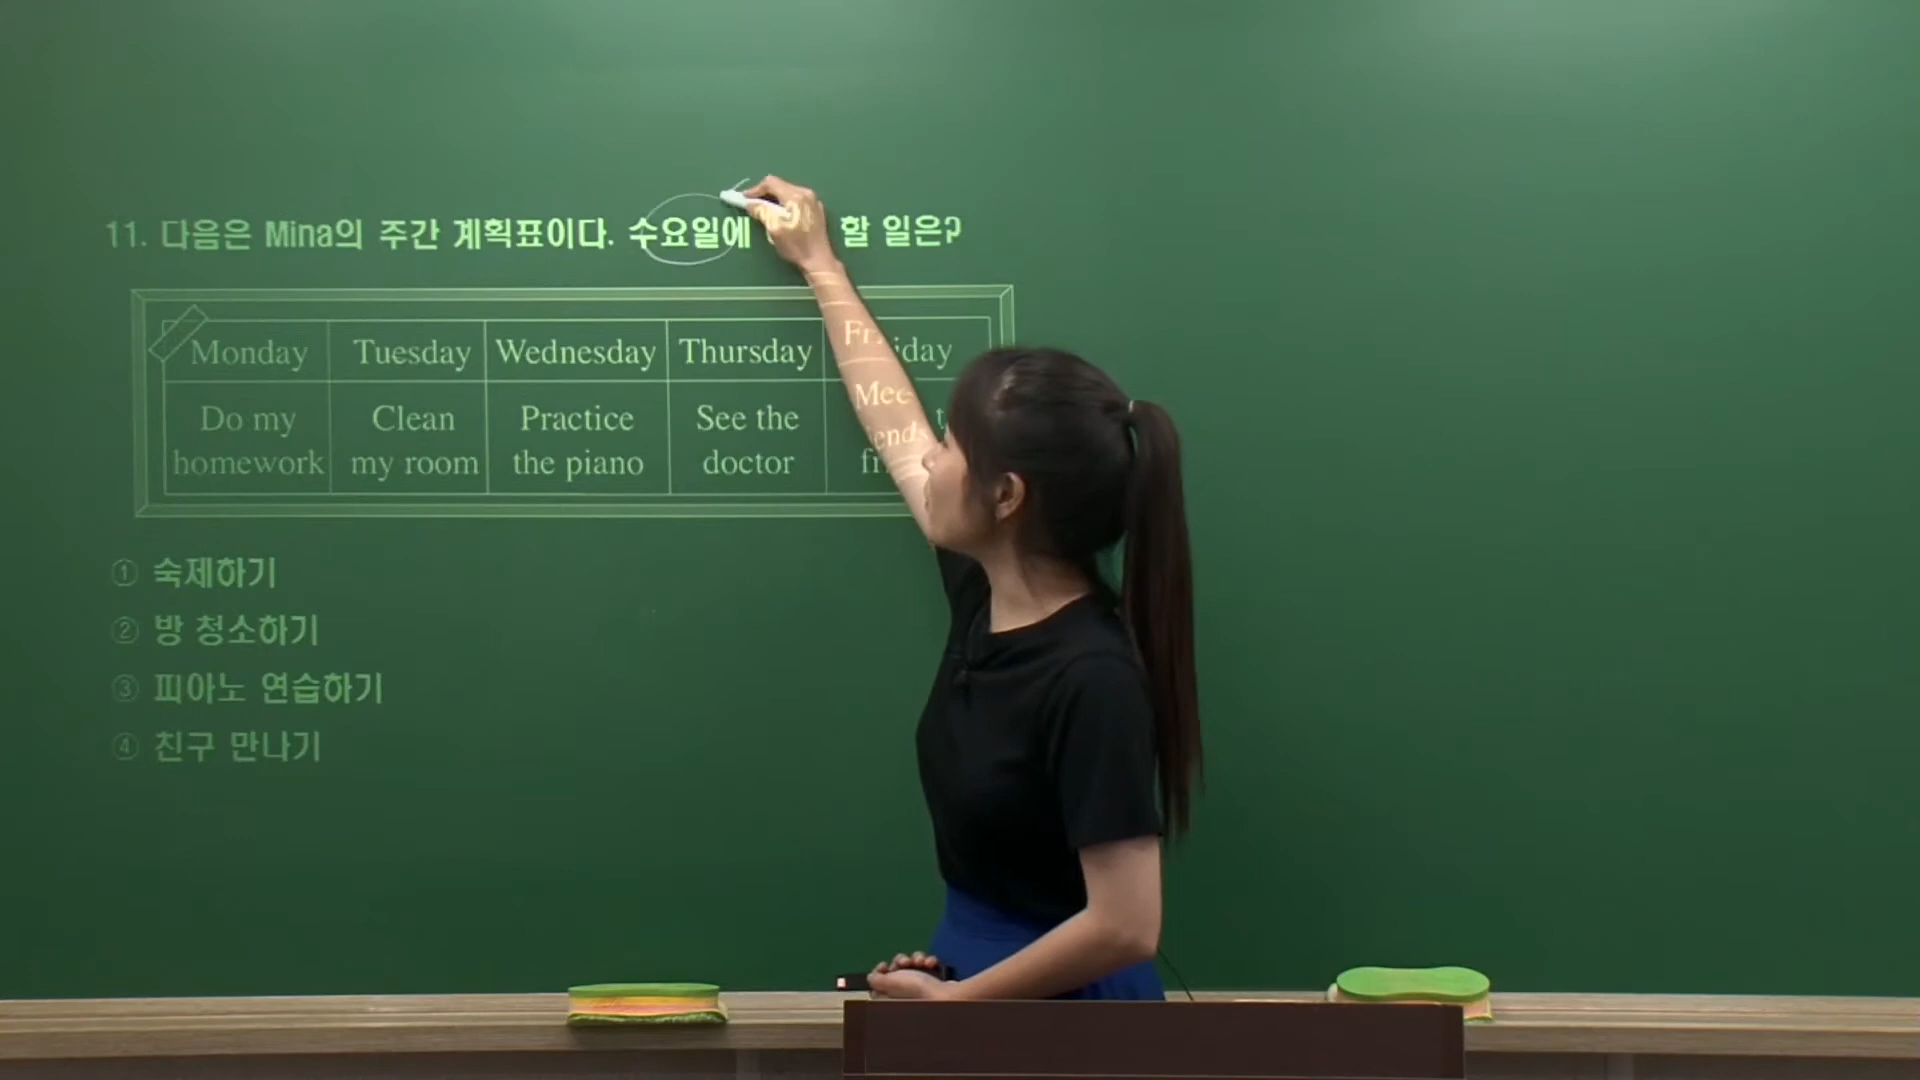 11. 다음은 Mina의 주간 계획표이다. 수요일에 할 일은?
Monday Tuesday Wednesday Thursday Friday
Do my Clean Practice See the
homework my room the piano doctor
① 숙제하기
② 방 청소하기
③ 피아노 연습하기
④ 친구 만나기